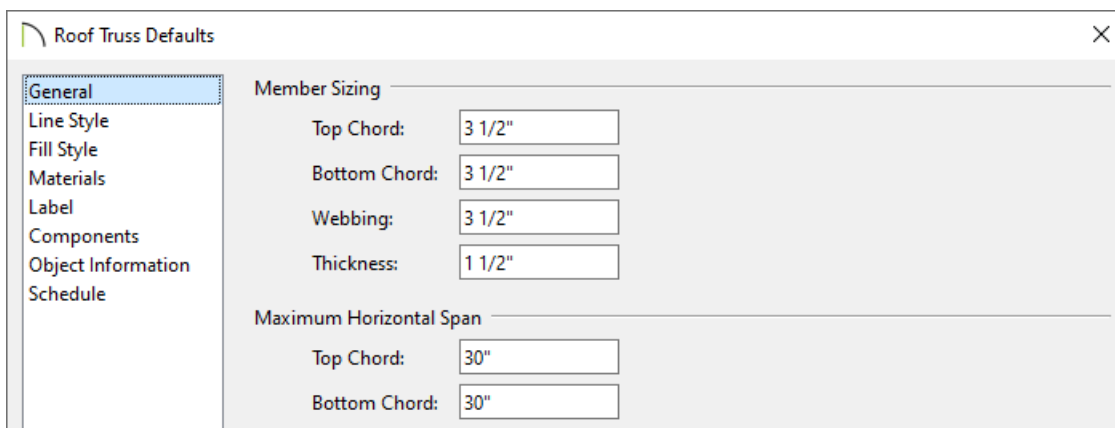 Roof Truss Defaults
General
Line Style
Fill Style
Materials
Label
Components
Object Information
Schedule
Member Sizing
Top Chord: 3 1/2"
Bottom Chord: 3 1/2"
Webbing: 3 1/2"
Thickness: 1 1/2"
Maximum Horizontal Span
Top Chord: 30"
Bottom Chord: 30"